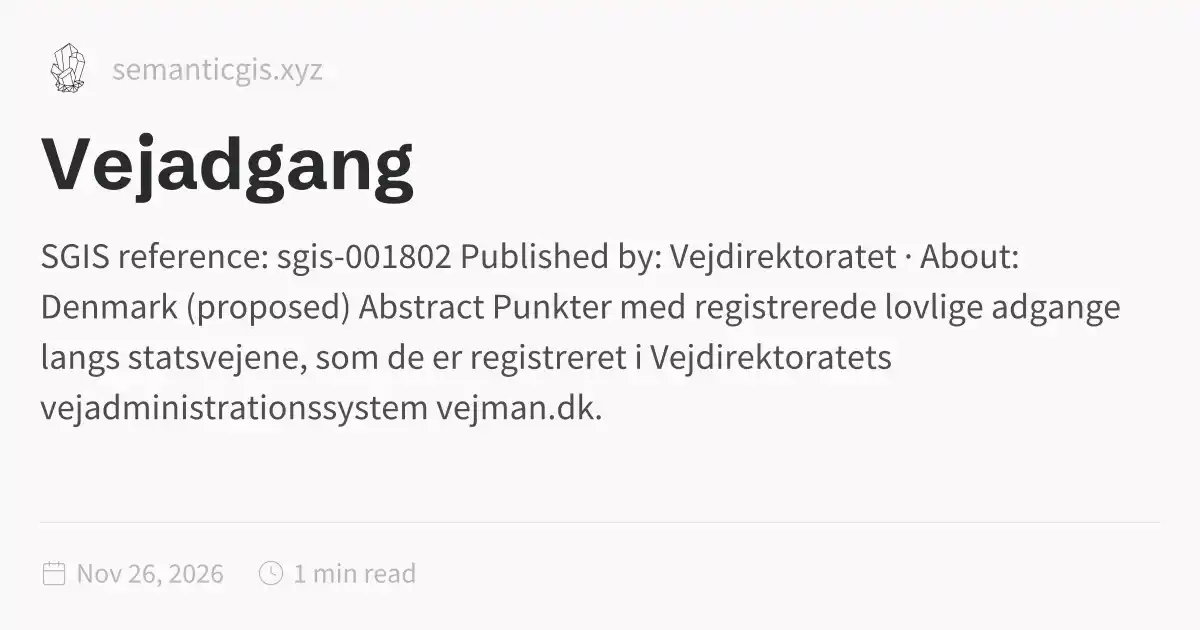 semanticgis.xyz
Vejadgang
SGIS reference: sgis-001802 Published by: Vejdirektoratet · About:
Denmark (proposed) Abstract Punkter med registrerede lovlige adgange
langs statsvejene, som de er registreret i Vejdirektoratets
vejadministrationssystem vejman.dk.
Nov 26, 2026 1 min read